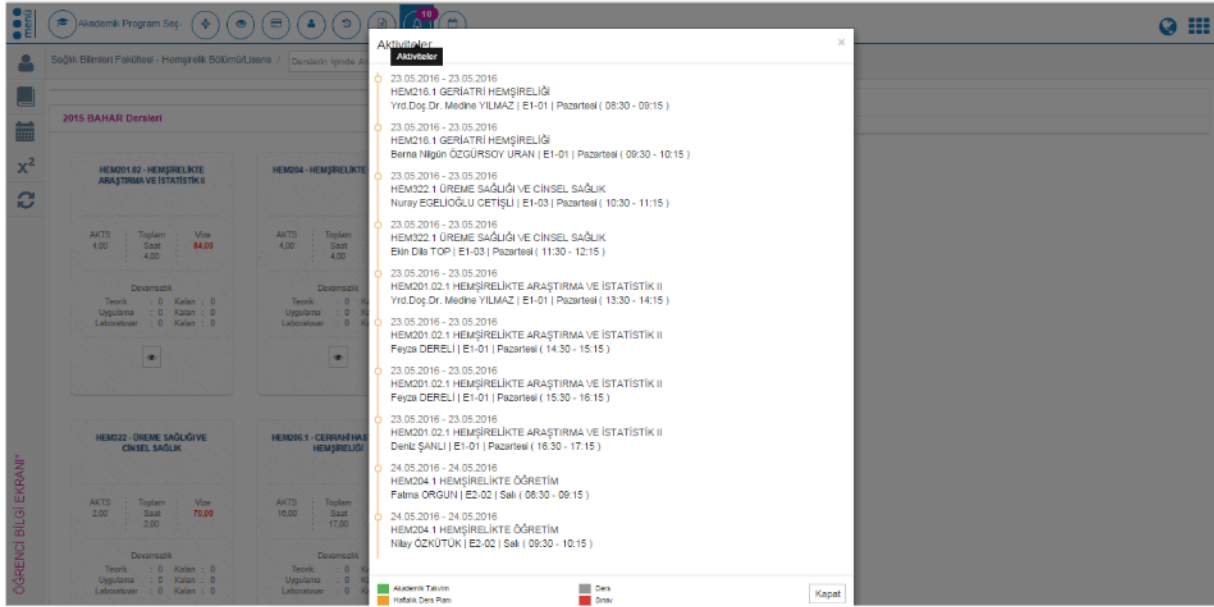 menü
Akademik Program Seç
10
Aktiviteler
×
Aktiviteler
Sağlık Bilimleri Fakültesi - Hemşirelik Bölümü/Lisans / Derslerin İçinde
2015 BAHAR Dersleri
x²
HEM201.02 - HEMŞİRELİKTE
ARAŞTIRMA VE İSTATİSTİK II
AKTS Toplam Vize
4,00 Saat 84,00
4,00
Devamsızlık
Teorik : 0 Kalan : 0
Uygulama : 0 Kalan : 0
Laboratuvar : 0 Kalan : 0
HEM204 - HEMŞİRELİKTE
AKTS Toplam
4,00 Saat
4,00
Devamsızlık
Teorik : 0
Uygulama : 0
Laboratuvar : 0
HEM322 - ÜREME SAĞLIĞI VE
CİNSEL SAĞLIK
AKTS Toplam Vize
2,00 Saat 70,00
2,00
Devamsızlık
Teorik : 0 Kalan : 0
Uygulama : 0 Kalan : 0
Laboratuvar : 0 Kalan : 0
HEM206.1 - CERRAHİ
HEMŞİRELİĞİ
AKTS Toplam
16,00 Saat
17,00
Devamsızlık
Teorik : 0
Uygulama : 0
Laboratuvar : 0
ÖĞRENCİ BİLGİ EKRANI*
23.05.2016 - 23.05.2016
HEM216.1 GERİATRİ HEMŞİRELİĞİ
Yrd.Doç.Dr. Medine YILMAZ | E1-01 | Pazartesi ( 08:30 - 09:15 )
23.05.2016 - 23.05.2016
HEM216.1 GERİATRİ HEMŞİRELİĞİ
Berna Nilgün ÖZGÜRSOY URAN | E1-01 | Pazartesi ( 09:30 - 10:15 )
23.05.2016 - 23.05.2016
HEM322.1 ÜREME SAĞLIĞI VE CİNSEL SAĞLIK
Nuray EGELİOĞLU CETİŞLİ | E1-03 | Pazartesi ( 10:30 - 11:15 )
23.05.2016 - 23.05.2016
HEM322.1 ÜREME SAĞLIĞI VE CİNSEL SAĞLIK
Ekin Dila TOP | E1-03 | Pazartesi ( 11:30 - 12:15 )
23.05.2016 - 23.05.2016
HEM201.02.1 HEMŞİRELİKTE ARAŞTIRMA VE İSTATİSTİK II
Yrd.Doç.Dr. Medine YILMAZ | E1-01 | Pazartesi ( 13:30 - 14:15 )
23.05.2016 - 23.05.2016
HEM201.02.1 HEMŞİRELİKTE ARAŞTIRMA VE İSTATİSTİK II
Feyza DERELİ | E1-01 | Pazartesi ( 14:30 - 15:15 )
23.05.2016 - 23.05.2016
HEM201.02.1 HEMŞİRELİKTE ARAŞTIRMA VE İSTATİSTİK II
Feyza DERELİ | E1-01 | Pazartesi ( 15:30 - 16:15 )
23.05.2016 - 23.05.2016
HEM201.02.1 HEMŞİRELİKTE ARAŞTIRMA VE İSTATİSTİK II
Deniz ŞANLI | E1-01 | Pazartesi ( 16:30 - 17:15 )
24.05.2016 - 24.05.2016
HEM204.1 HEMŞİRELİKTE ÖĞRETİM
Fatma ORGUN | E2-02 | Salı ( 08:30 - 09:15 )
24.05.2016 - 24.05.2016
HEM204.1 HEMŞİRELİKTE ÖĞRETİM
Nilay ÖZKÜTÜK | E2-02 | Salı ( 09:30 - 10:15 )
Akademik Takvim
Haftalık Ders Planı
Ders
Sınav
Kapat